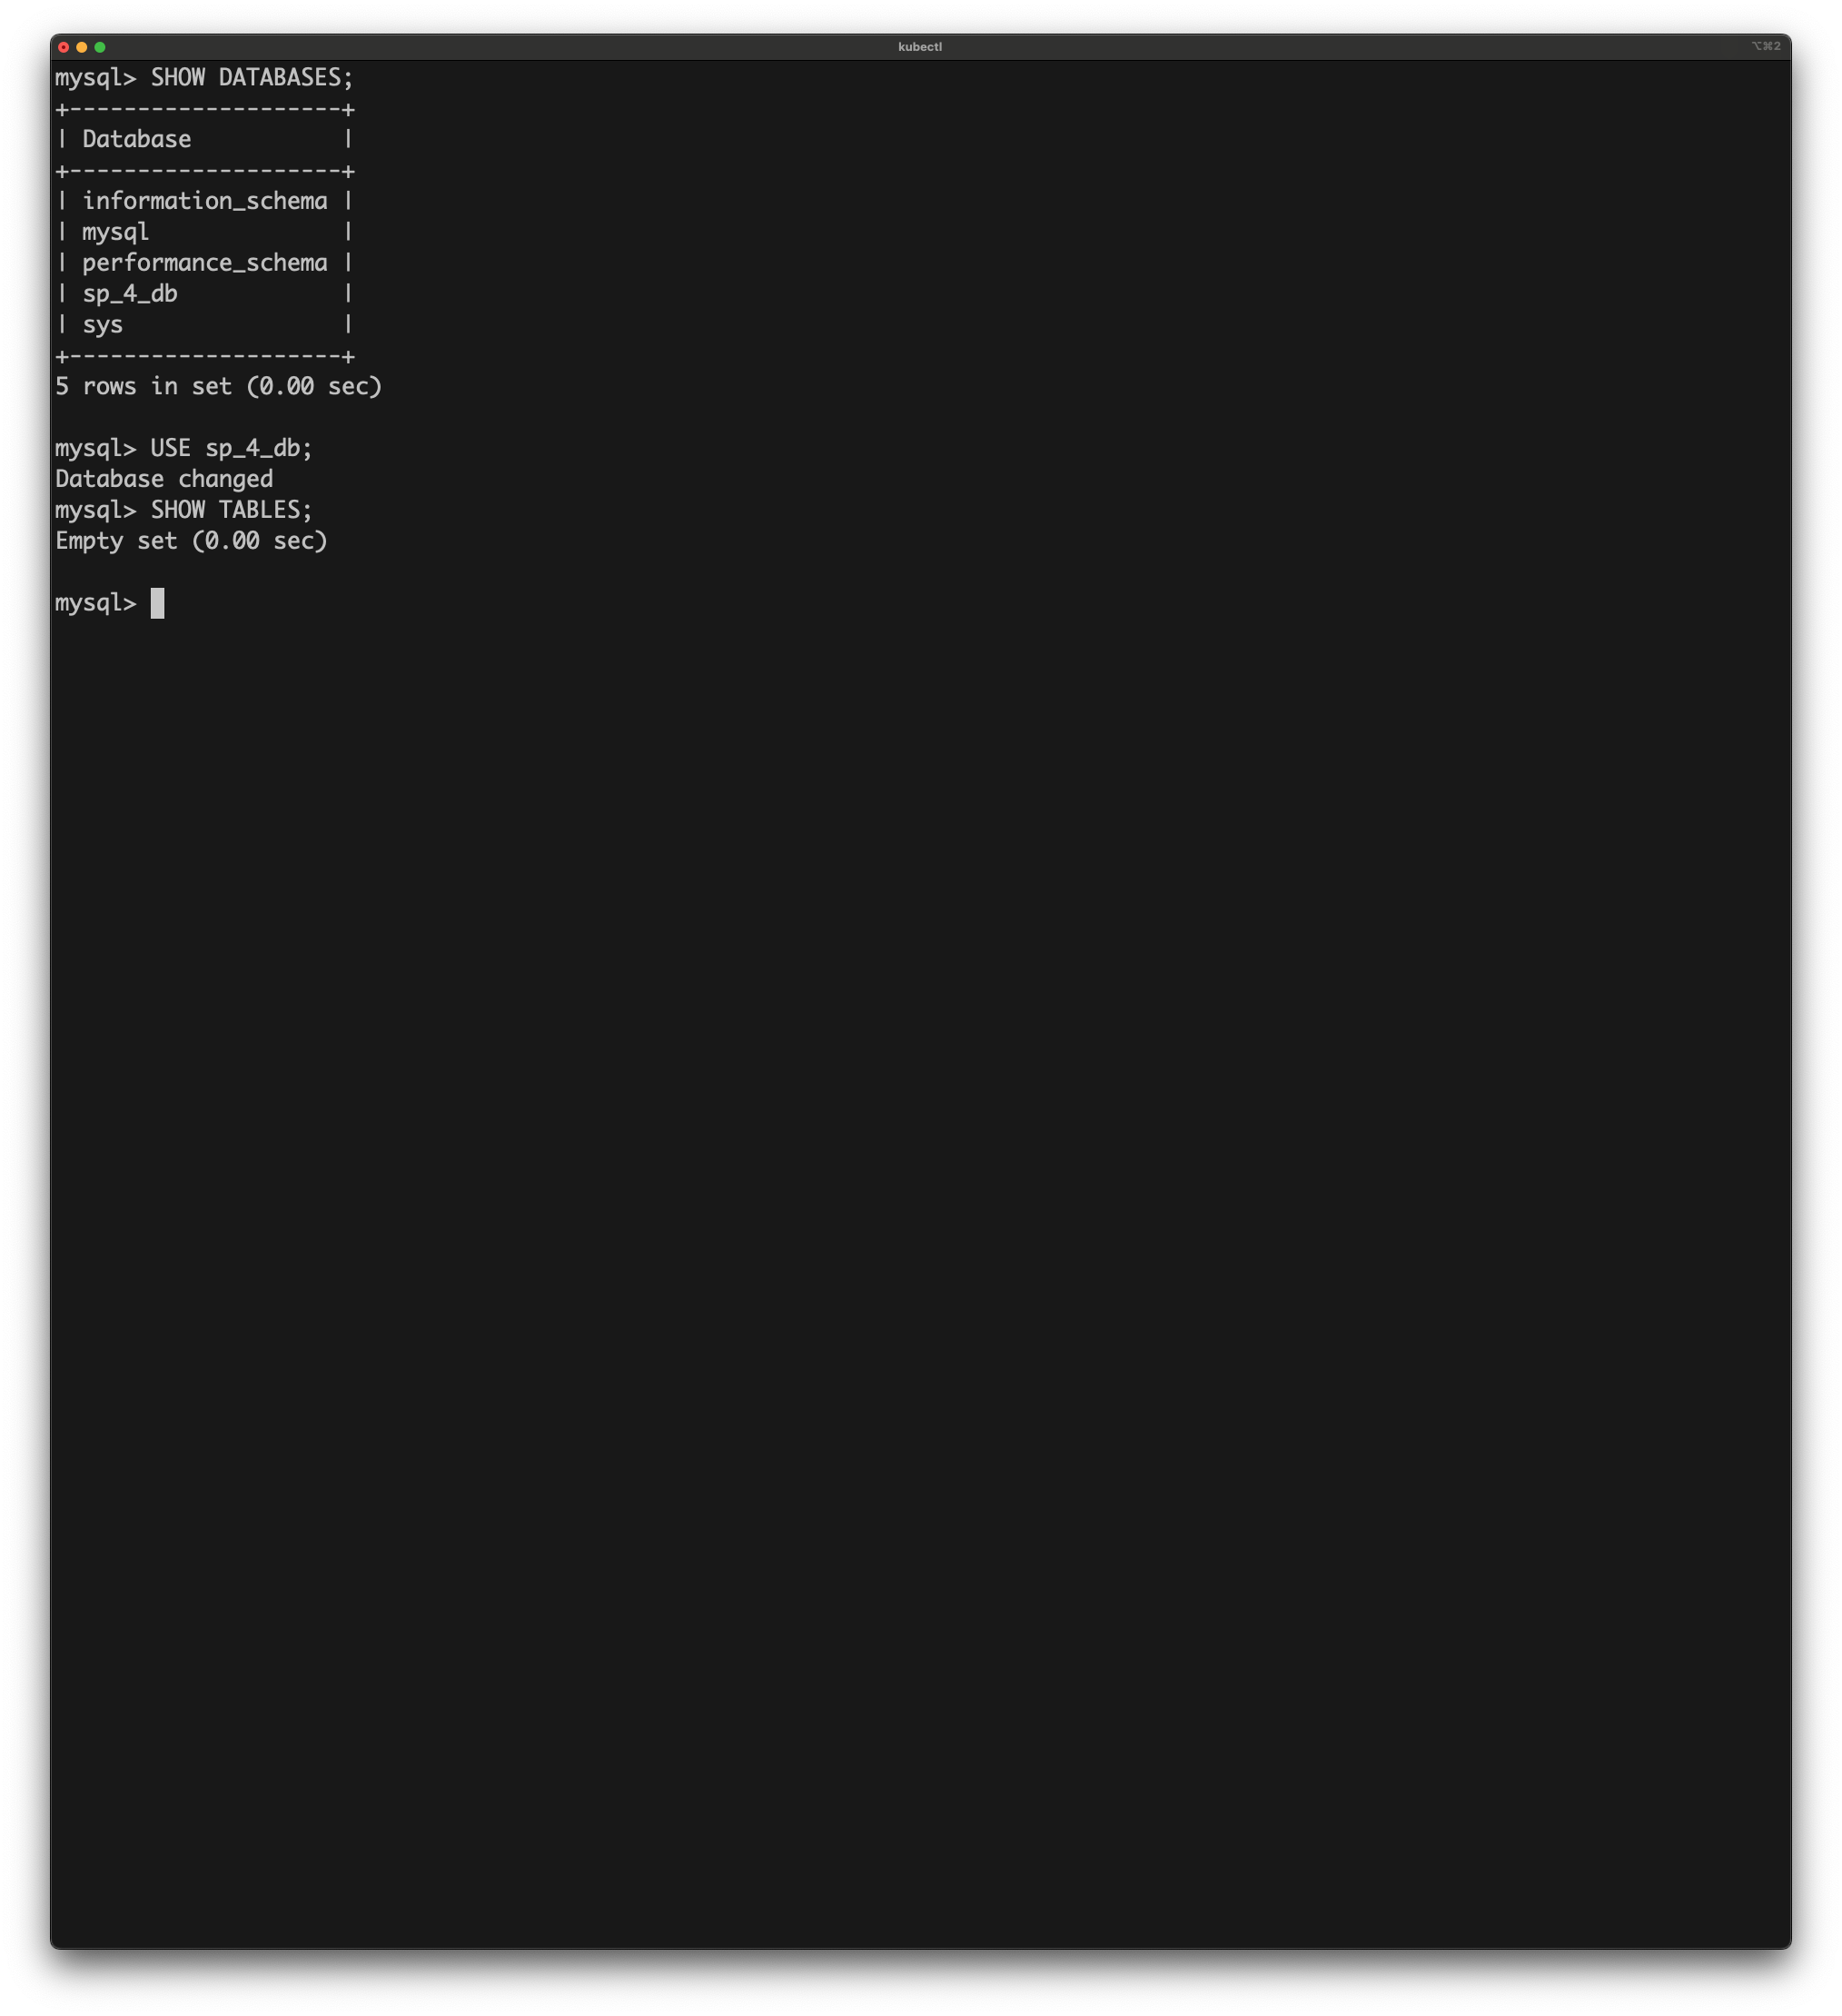 kubectl
⌥⌘2
mysql> SHOW DATABASES;
+--------------------+
| Database           |
+--------------------+
| information_schema |
| mysql              |
| performance_schema |
| sp_4_db            |
| sys                |
+--------------------+
5 rows in set (0.00 sec)

mysql> USE sp_4_db;
Database changed
mysql> SHOW TABLES;
Empty set (0.00 sec)

mysql>